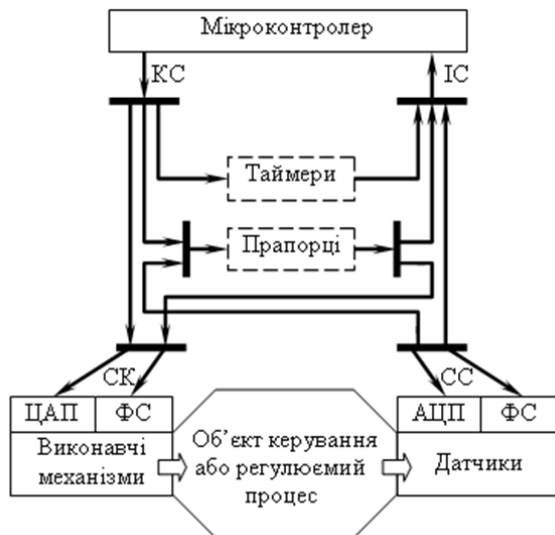 Мікроконтролер
КС
ІС
Таймери
Прапорці
СК
СС
ЦАП
ФС
АЦП
ФС
Виконавчі
механізми
Об’єкт керування
або регулюємий
процес
Датчики